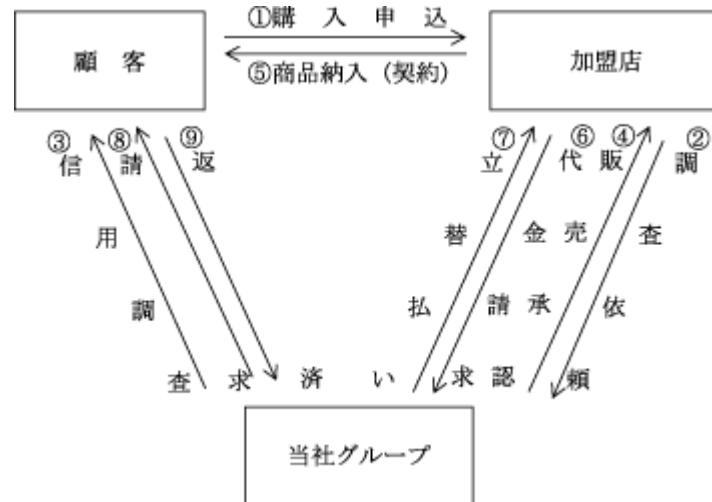 ①購入申込
顧客
加盟店
⑤商品納入（契約）
③信用調査
⑧請求
⑨返済い
⑦立替払
⑥代金請求
④販売承認
②調査依頼
当社グループ